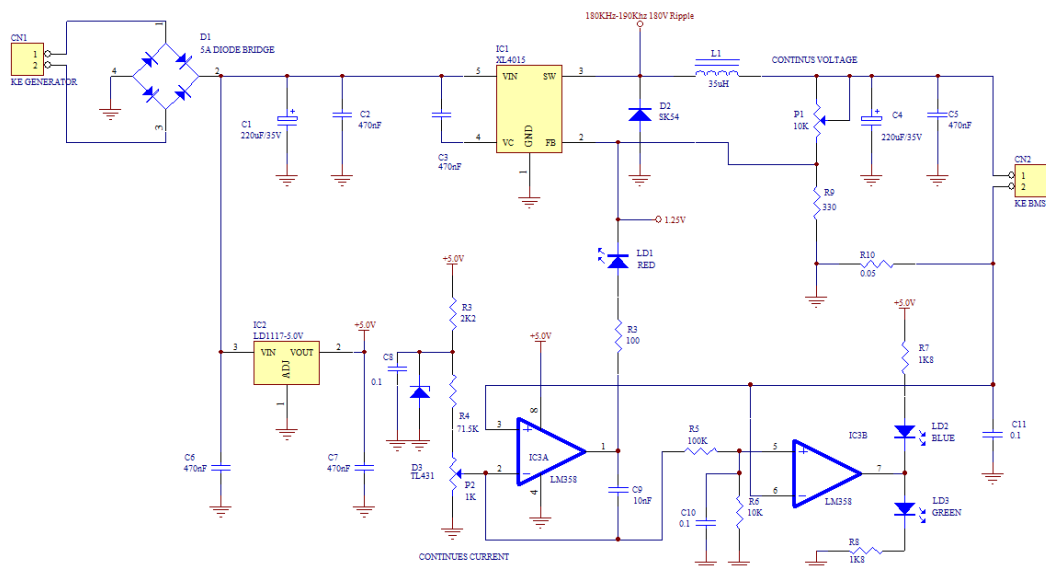 180KHz-190Khz 180V Ripple
CN1
1
2
KE GENERATOR
D1
5A DIODE BRIDGE
1
4
2
3
C1
220uF/35V
C2
470nF
C3
470nF
IC1
XL4015
5
VIN
SW
3
4
VC
GND
FB
2
1
L1
35uH
CONTINUS VOLTAGE
D2
SK54
P1
10K
C4
220uF/35V
C5
470nF
CN2
1
2
KE BMS
R9
330
1.25V
LD1
RED
R10
0.05
+5.0V
R3
2K2
R3
100
+5.0V
+5.0V
R7
1K8
IC2
LD1117-5.0V
+5.0V
3
VIN
VOUT
2
ADJ
1
C8
0.1
R4
71.5K
D3
TL431
P2
1K
C6
470nF
C7
470nF
3
8
1
2
4
IC3A
LM358
C9
10nF
R5
100K
C10
0.1
R6
10K
5
6
7
IC3B
LM358
LD2
BLUE
LD3
GREEN
R8
1K8
C11
0.1
CONTINUES CURRENT